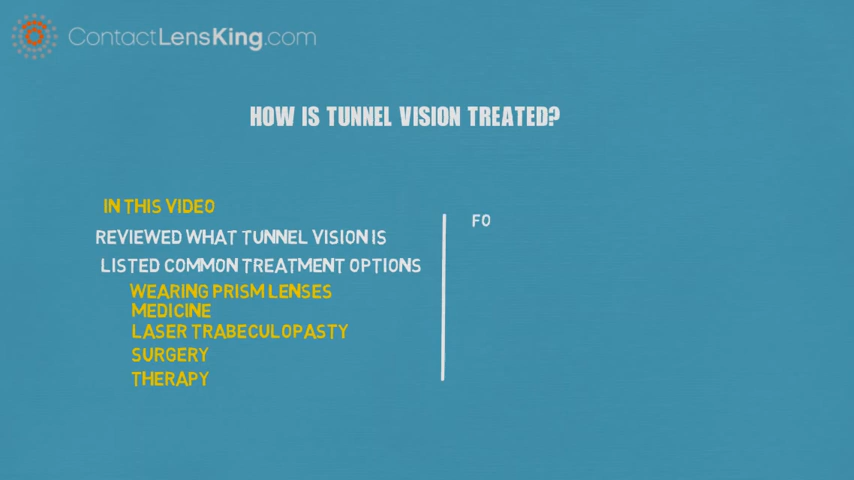 ContactLensKing.com
HOW IS TUNNEL VISION TREATED?
IN THIS VIDEO
REVIEWED WHAT TUNNEL VISION IS
LISTED COMMON TREATMENT OPTIONS
WEARING PRISM LENSES
MEDICINE
LASER TRABECULOPASTY
SURGERY
THERAPY
FO